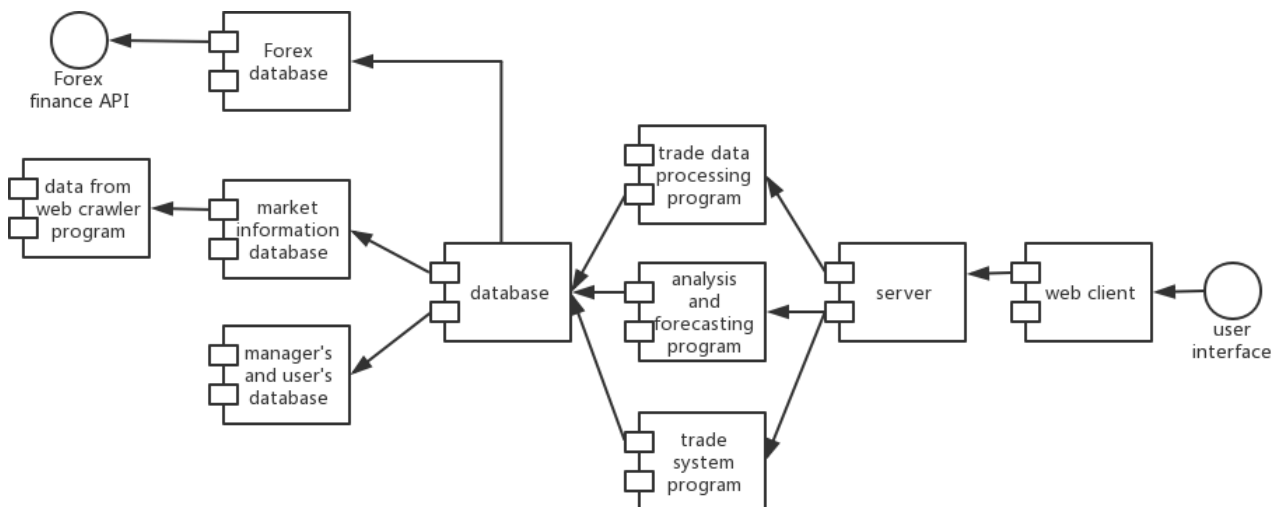 Forex
finance API
Forex
database
data from
web crawler
program
market
information
database
manager's
and user's
database
database
trade data
processing
program
analysis
and
forecasting
program
trade
system
program
server
web client
user
interface